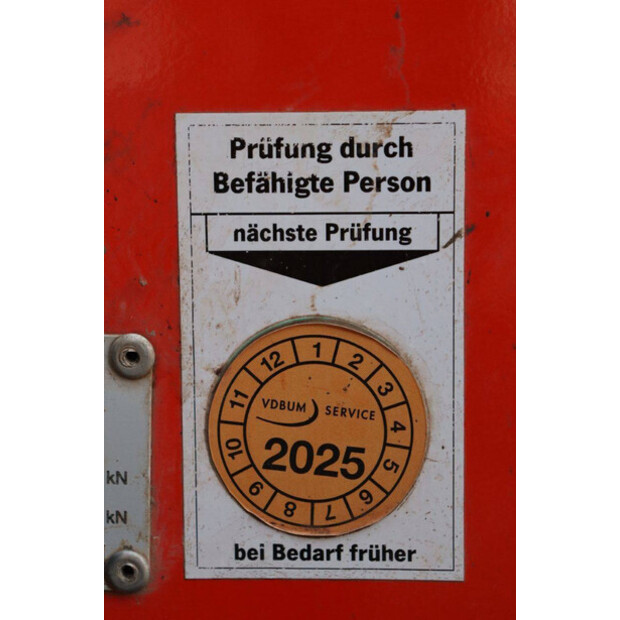 Prüfung durch
Befähigte Person
nächste Prüfung
1 2 3 4 5 6 7 8 9 10 11 12
VDBUM SERVICE
2025
bei Bedarf früher
kN
kN